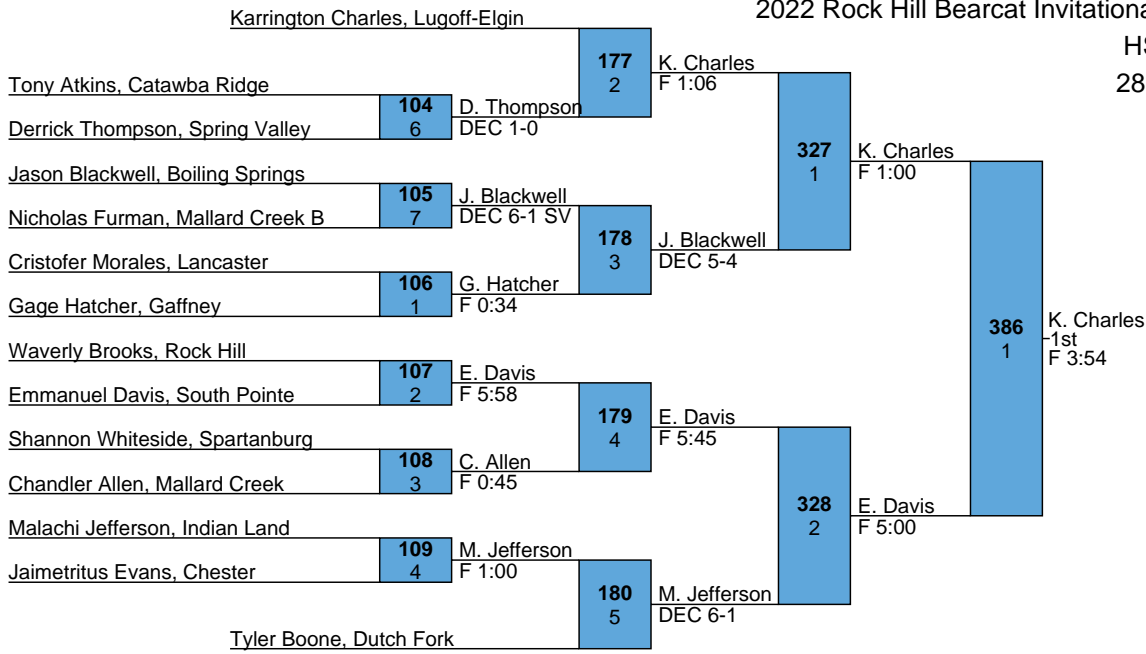 Karrington Charles, Lugoff-Elgin
2022 Rock Hill Bearcat Invitational
HS
28
177
2
K. Charles
F 1:06
Tony Atkins, Catawba Ridge
104
6
D. Thompson
DEC 1-0
Derrick Thompson, Spring Valley
327
1
K. Charles
F 1:00
Jason Blackwell, Boiling Springs
105
7
J. Blackwell
DEC 6-1 SV
Nicholas Furman, Mallard Creek B
178
3
J. Blackwell
DEC 5-4
Cristofer Morales, Lancaster
106
1
G. Hatcher
F 0:34
Gage Hatcher, Gaffney
386
1
K. Charles
1st
F 3:54
Waverly Brooks, Rock Hill
107
2
E. Davis
F 5:58
Emmanuel Davis, South Pointe
179
4
E. Davis
F 5:45
Shannon Whiteside, Spartanburg
108
3
C. Allen
F 0:45
Chandler Allen, Mallard Creek
328
2
E. Davis
F 5:00
Malachi Jefferson, Indian Land
109
4
M. Jefferson
F 1:00
Jaimetritus Evans, Chester
180
5
M. Jefferson
DEC 6-1
Tyler Boone, Dutch Fork